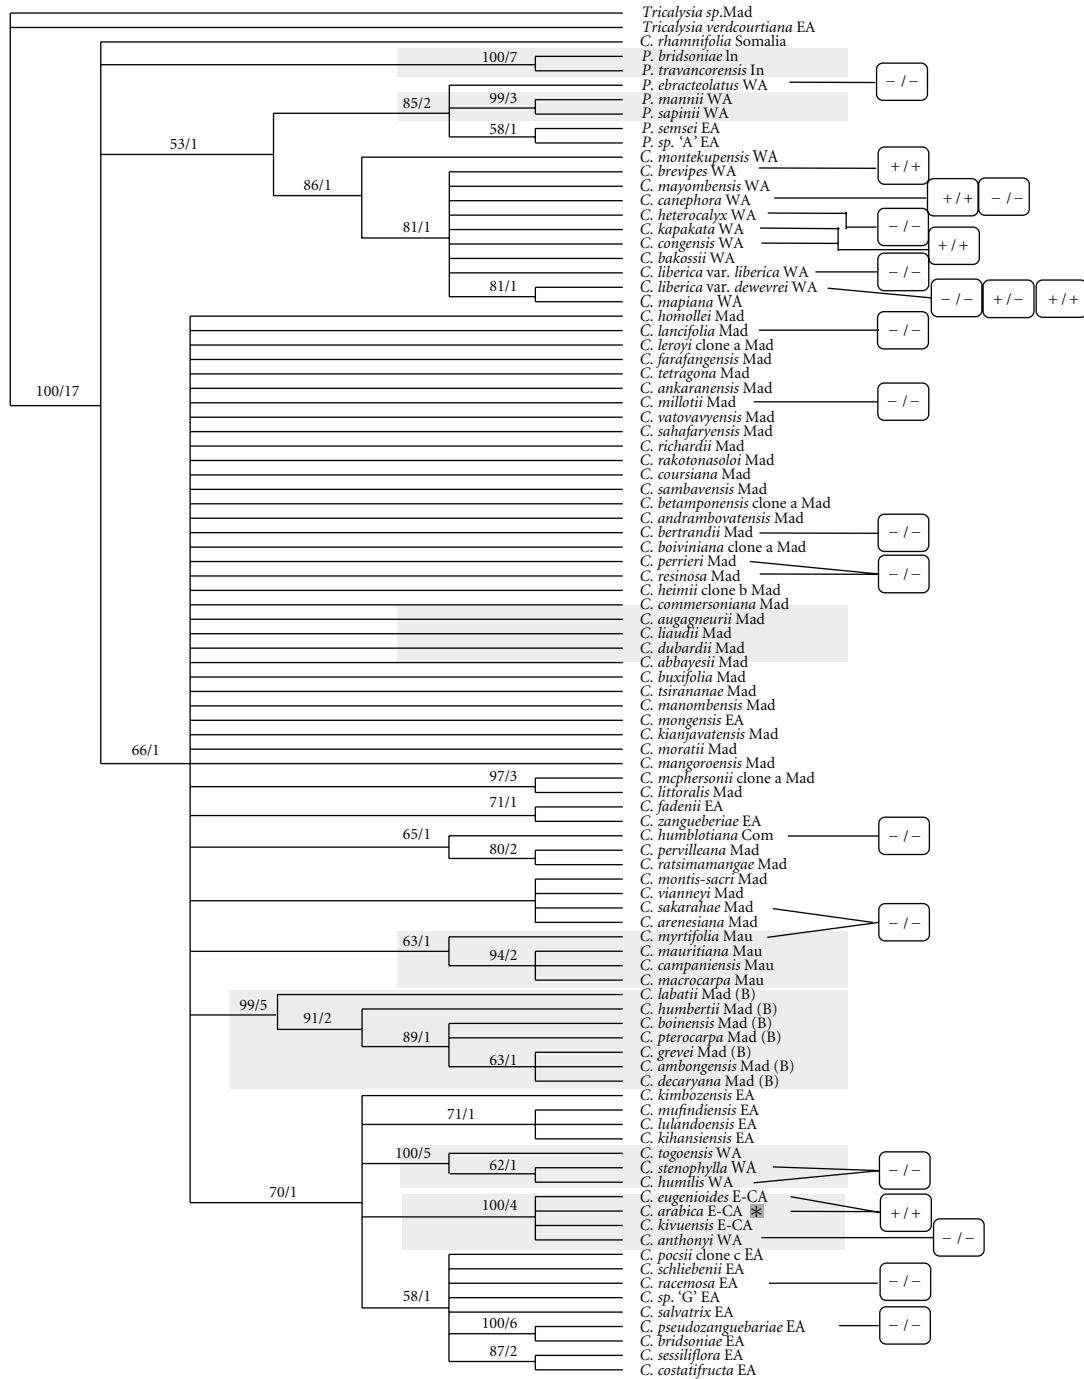 Tricalysia sp.Mad
Tricalysia verdcourtiana EA
C. rhamnifolia Somalia
100/7
P. bridsoniae ln
P. travancorensis In
P. ebracteolatus WA
− / −
85/2
99/3
P. mannii WA
P. sapinii WA
58/1
P. semsei EA
P. sp. ‘A’ EA
53/1
C. montekupensis WA
C. brevipes WA
+ / +
86/1
C. mayombensis WA
C. canephora WA
+ / +
− / −
C. heterocalyx WA
− / −
81/1
C. kapakata WA
C. congensis WA
+ / +
C. bakossii WA
C. liberica var. liberica WA
− / −
81/1
C. liberica var. dewevrei WA
− / −
+ / −
+ / +
C. mapiana WA
C. homollei Mad
C. lancifolia Mad
− / −
C. leroyi clone a Mad
C. farafangensis Mad
C. tetragona Mad
100/17
C. ankaranensis Mad
C. millotii Mad
− / −
C. vatovavyensis Mad
C. sahafaryensis Mad
C. richardii Mad
C. rakotonasoloi Mad
C. coursiana Mad
C. sambavensis Mad
C. betamponensis clone a Mad
C. andrambovatensis Mad
C. bertrandii Mad
− / −
C. boiviniana clone a Mad
C. perrieri Mad
C. resinosa Mad
− / −
C. heimii clone b Mad
C. commersoniana Mad
C. augagneurii Mad
C. liaudii Mad
C. dubardii Mad
C. abbayesii Mad
C. buxifolia Mad
C. tsirananae Mad
C. manombensis Mad
C. mongensis EA
C. kianjavatensis Mad
66/1
C. moratii Mad
C. mangoroensis Mad
97/3
C. mcphersonii clone a Mad
C. littoralis Mad
71/1
C. fadenii EA
C. zangueberiae EA
65/1
C. humblotiana Com
− / −
80/2
C. pervilleana Mad
C. ratsimamangae Mad
C. montis-sacri Mad
C. vianneyi Mad
C. sakarahae Mad
C. arenesiana Mad
− / −
63/1
C. myrtifolia Mau
94/2
C. mauritiana Mau
C. campaniensis Mau
C. macrocarpa Mau
99/5
C. labatii Mad (B)
91/2
C. humbertii Mad (B)
89/1
C. boinensis Mad (B)
C. pterocarpa Mad (B)
63/1
C. grevei Mad (B)
C. ambongensis Mad (B)
C. decaryana Mad (B)
C. kimbozensis EA
71/1
C. mufindiensis EA
C. lulandoensis EA
C. kihansiensis EA
100/5
C. togoensis WA
62/1
C. stenophylla WA
− / −
C. humilis WA
70/1
100/4
C. eugenioides E-CA
C. arabica E-CA *
+ / +
C. kivuensis E-CA
C. anthonyi WA
− / −
C. pocsii clone c EA
C. schliebenii EA
C. racemosa EA
− / −
58/1
C. sp. ‘G’ EA
C. salvatrix EA
100/6
C. pseudozanguebariae EA
− / −
C. bridsoniae EA
87/2
C. sessiliflora EA
C. costatifructa EA